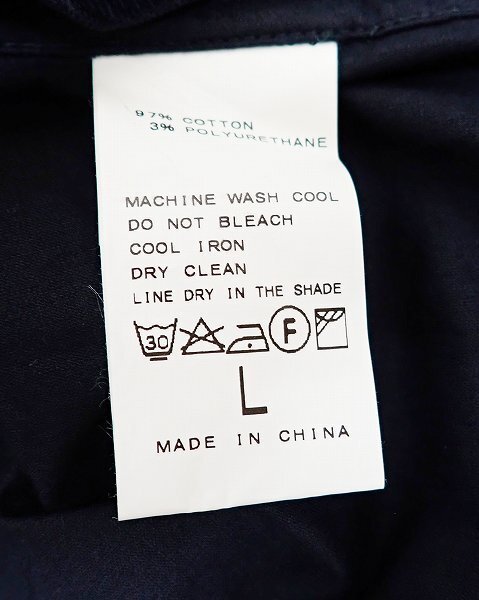 97% COTTON
3% POLYURETHANE
MACHINE WASH COOL
DO NOT BLEACH
COOL IRON
DRY CLEAN
LINE DRY IN THE SHADE
30 F
L
MADE IN CHINA